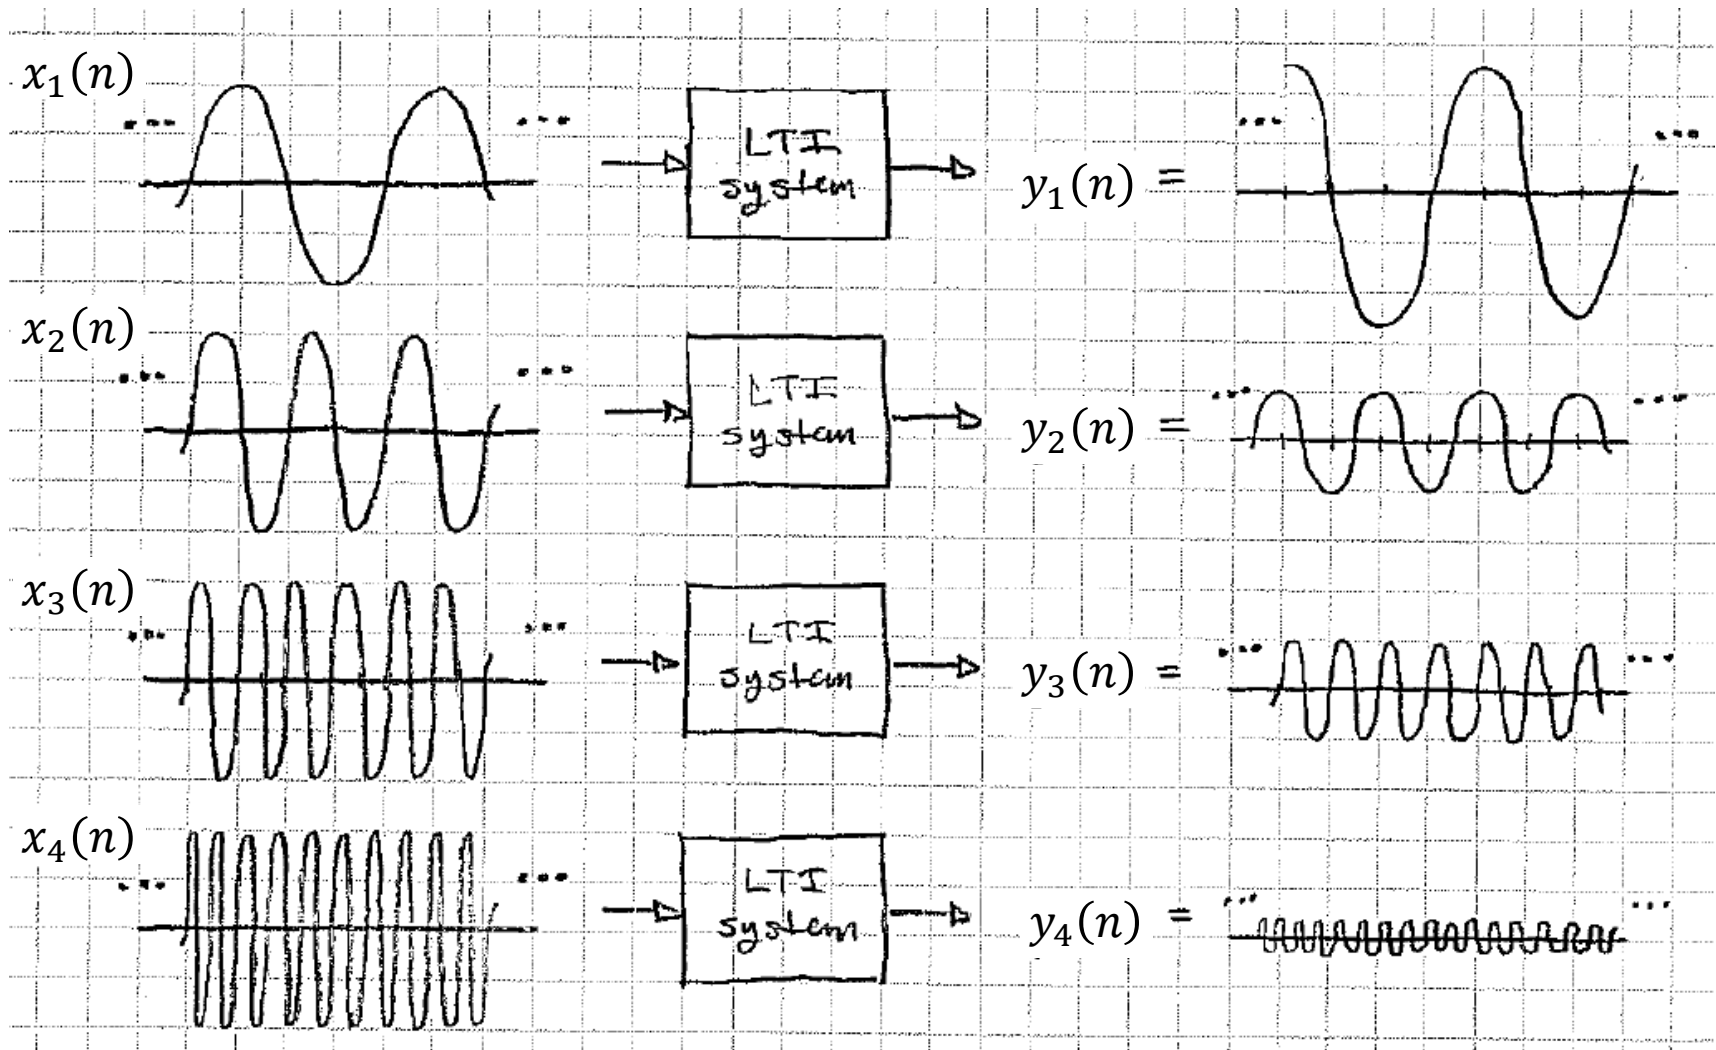 x₁(n) ... ... LTI system y₁(n) = ... ...
x₂(n) ... ... LTI system y₂(n) = ... ...
x₃(n) ... ... LTI system y₃(n) = ... ...
x₄(n) ... ... LTI system y₄(n) = ... ...